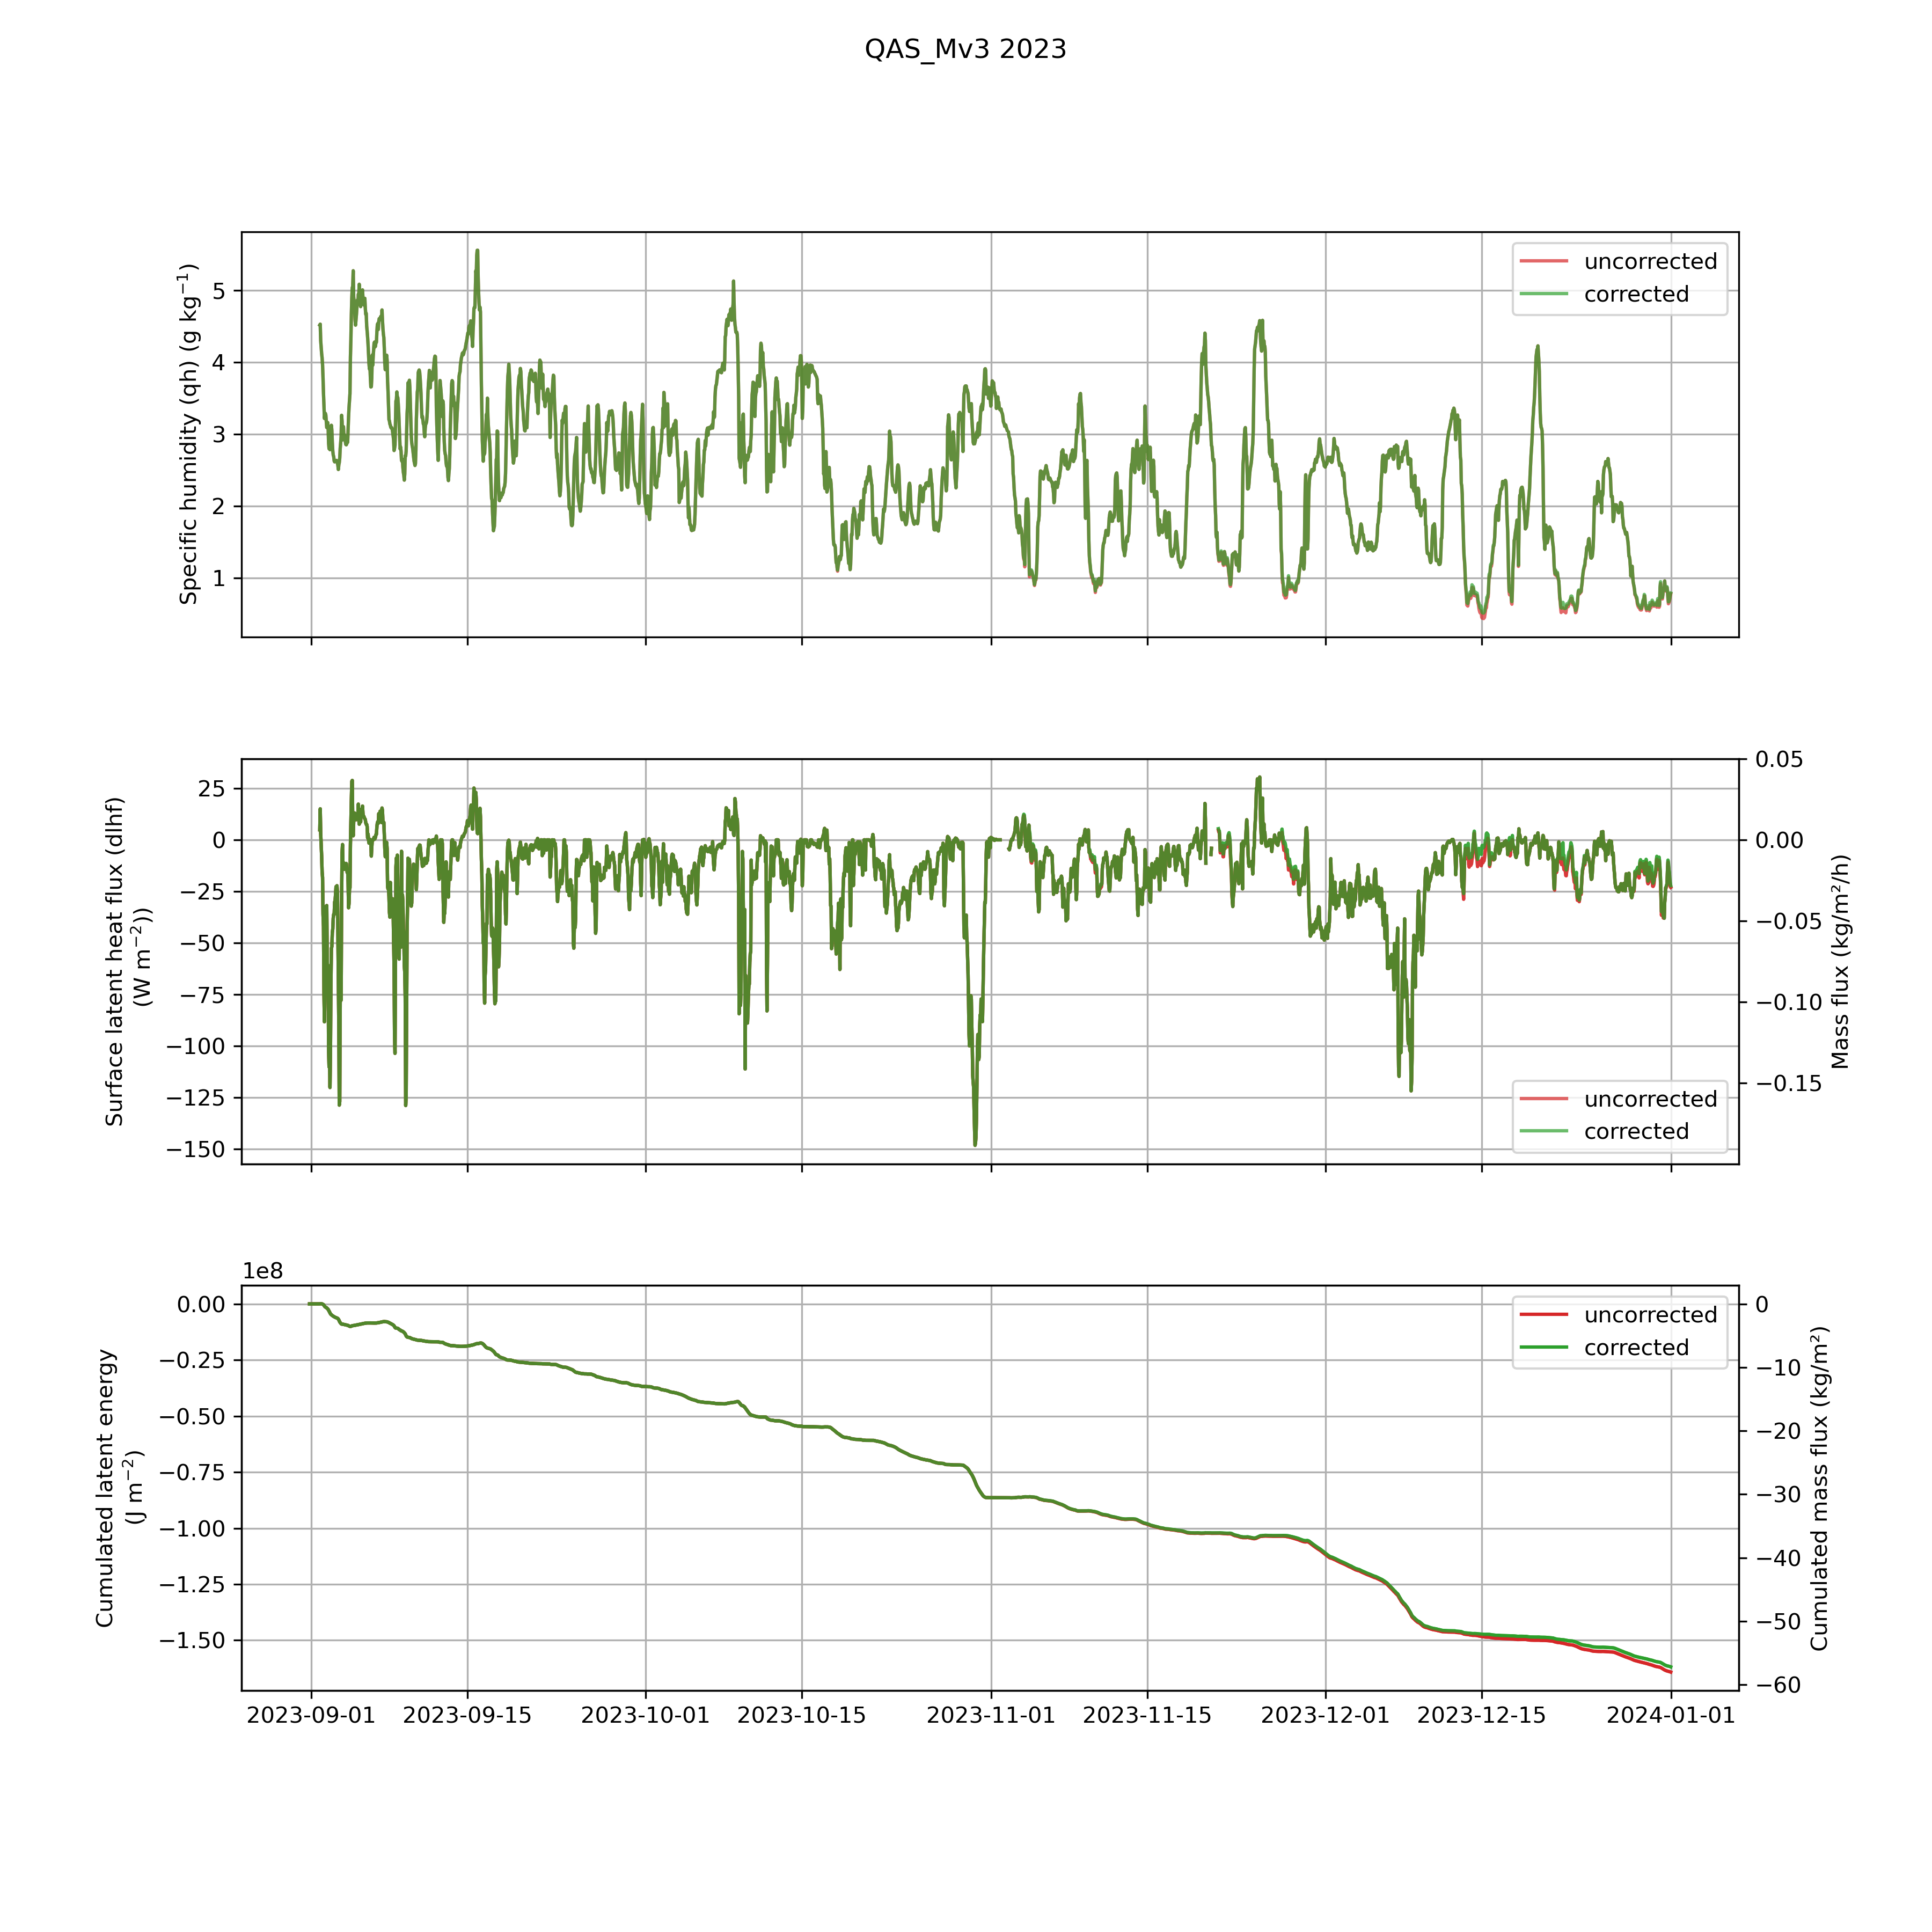 QAS_Mv3 2023
Specific humidity (qh) (g kg⁻¹)
5
4
3
2
1
uncorrected
corrected
Surface latent heat flux (dlhf)
(W m⁻²))
25
0
−25
−50
−75
−100
−125
−150
0.05
0.00
−0.05
−0.10
−0.15
Mass flux (kg/m²/h)
uncorrected
corrected
1e8
Cumulated latent energy
(J m⁻²)
0.00
−0.25
−0.50
−0.75
−1.00
−1.25
−1.50
0
−10
−20
−30
−40
−50
−60
Cumulated mass flux (kg/m²)
uncorrected
corrected
2023-09-01 2023-09-15 2023-10-01 2023-10-15 2023-11-01 2023-11-15 2023-12-01 2023-12-15 2024-01-01